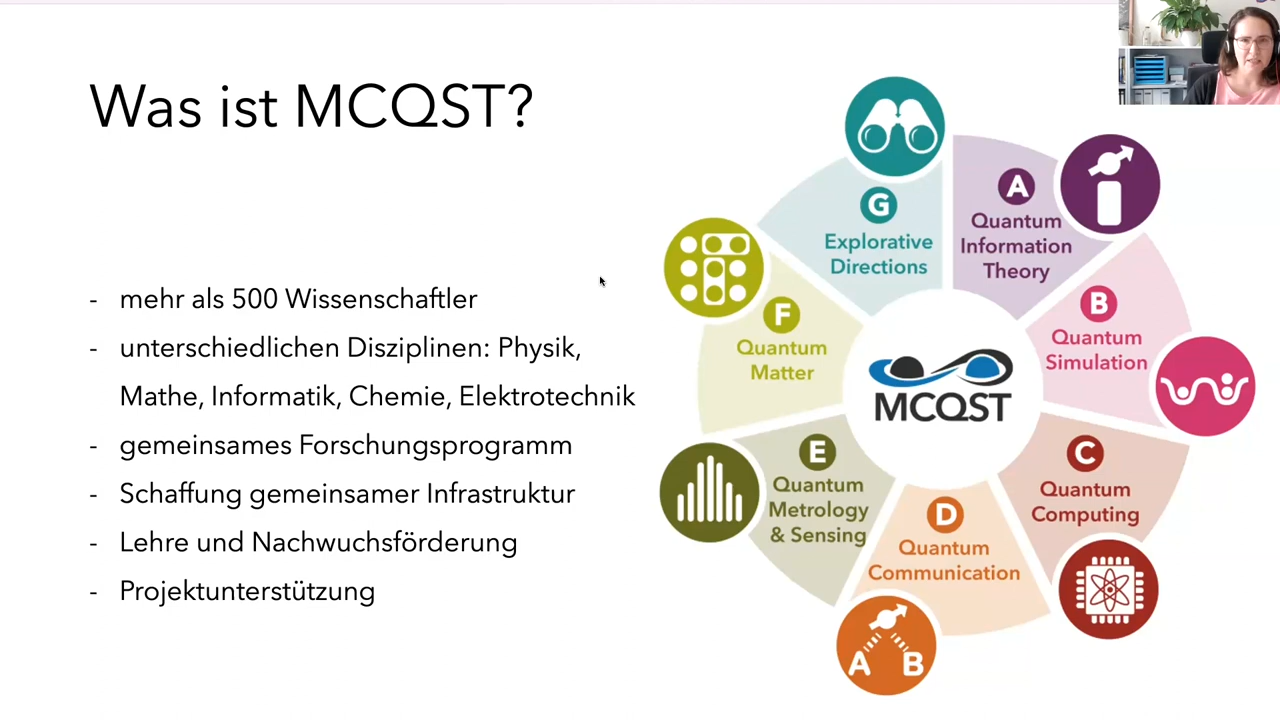 Was ist MCQST?
- mehr als 500 Wissenschaftler
- unterschiedlichen Disziplinen: Physik,
Mathe, Informatik, Chemie, Elektrotechnik
- gemeinsames Forschungsprogramm
- Schaffung gemeinsamer Infrastruktur
- Lehre und Nachwuchsförderung
- Projektunterstützung
A
Quantum
Information
Theory
B
Quantum
Simulation
C
Quantum
Computing
D
Quantum
Communication
A B
E
Quantum
Metrology
& Sensing
F
Quantum
Matter
G
Explorative
Directions
MCQST